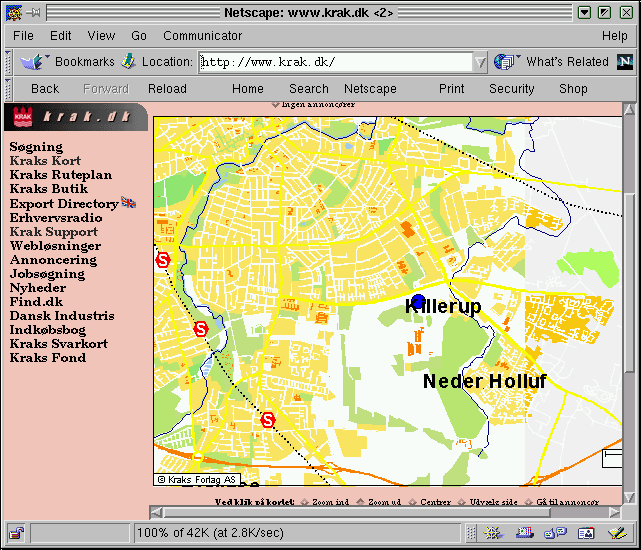 Netscape: www.krak.dk <2>
File Edit View Go Communicator Help
Bookmarks Location: http://www.krak.dk/ What's Related N
Back Forward Reload Home Search Netscape Print Security Shop
KRAK krak.dk
Ingen annoncører
Søgning
Kraks Kort
Kraks Ruteplan
Kraks Butik
Export Directory
Erhvervsradio
Krak Support
Webløsninger
Annoncering
Jobsøgning
Nyheder
Find.dk
Dansk Industris
Indkøbsbog
Kraks Svarkort
Kraks Fond
S
S
S
Killerup
Neder Holluf
© Kraks Forlag AS
Ved klik på kortet: Zoom ind Zoom ud Centrer Udvælg side Gå til annoncør
100% of 42K (at 2.8K/sec)